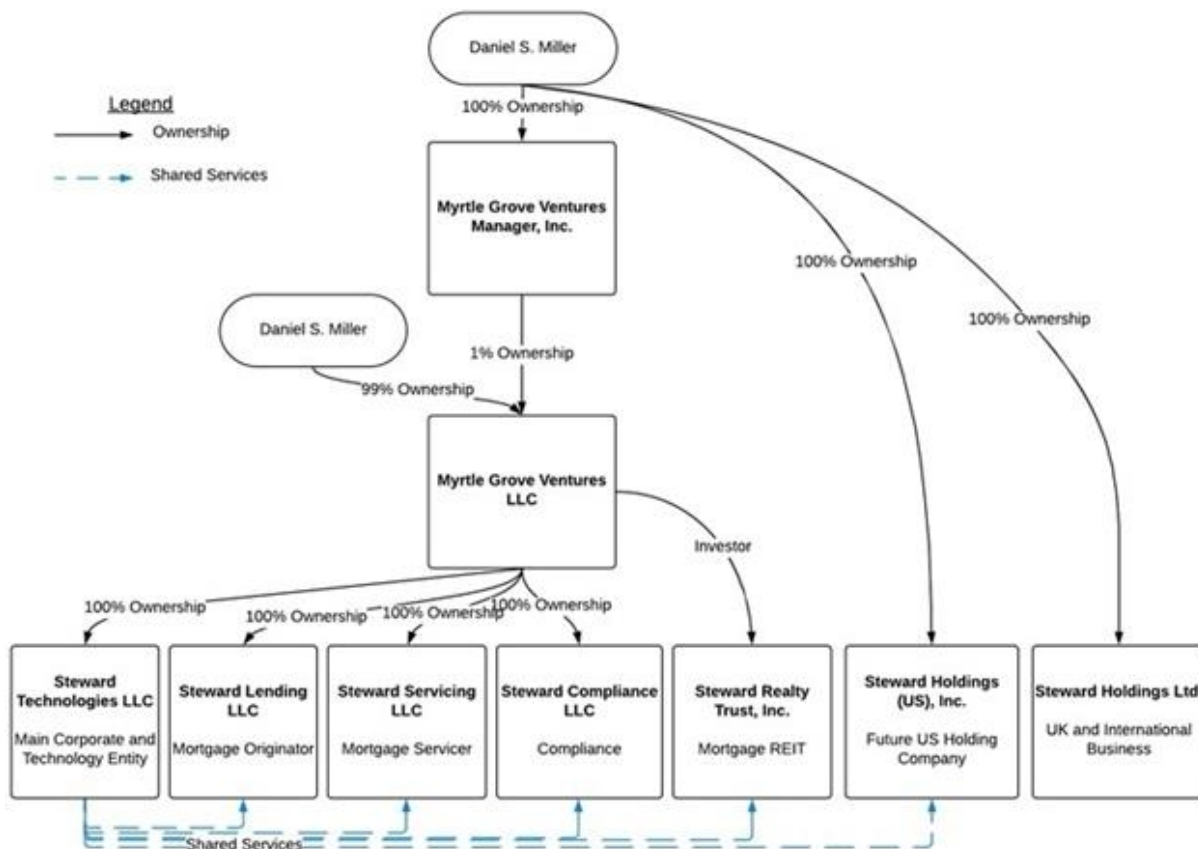 Daniel S. Miller
Legend
Ownership
Shared Services
100% Ownership
Myrtle Grove Ventures
Manager, Inc.
100% Ownership
100% Ownership
Daniel S. Miller
1% Ownership
99% Ownership
Myrtle Grove Ventures
LLC
Investor
100% Ownership
100% Ownership
100% Ownership
100% Ownership
Steward
Technologies LLC
Main Corporate and
Technology Entity
Steward Lending
LLC
Mortgage Originator
Steward Servicing
LLC
Mortgage Servicer
Steward Compliance
LLC
Compliance
Steward Realty
Trust, Inc.
Mortgage REIT
Steward Holdings
(US), Inc.
Future US Holding
Company
Steward Holdings Ltd
UK and International
Business
Shared Services